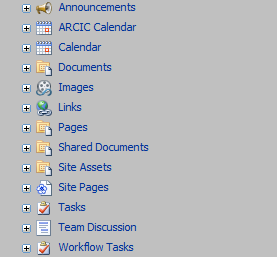 Announcements
ARCIC Calendar
Calendar
Documents
Images
Links
Pages
Shared Documents
Site Assets
Site Pages
Tasks
Team Discussion
Workflow Tasks